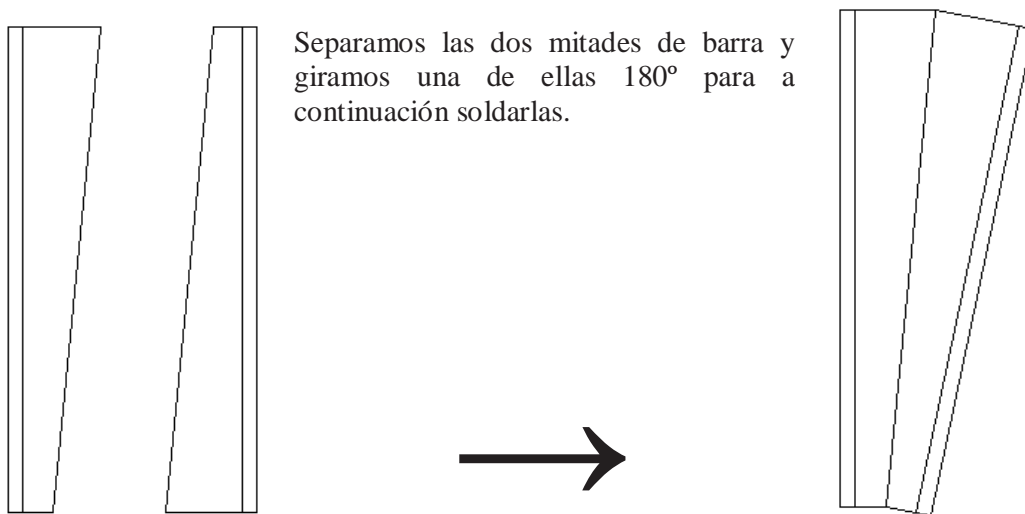 Separamos las dos mitades de barra y
giramos una de ellas 180º para a
continuación soldarlas.